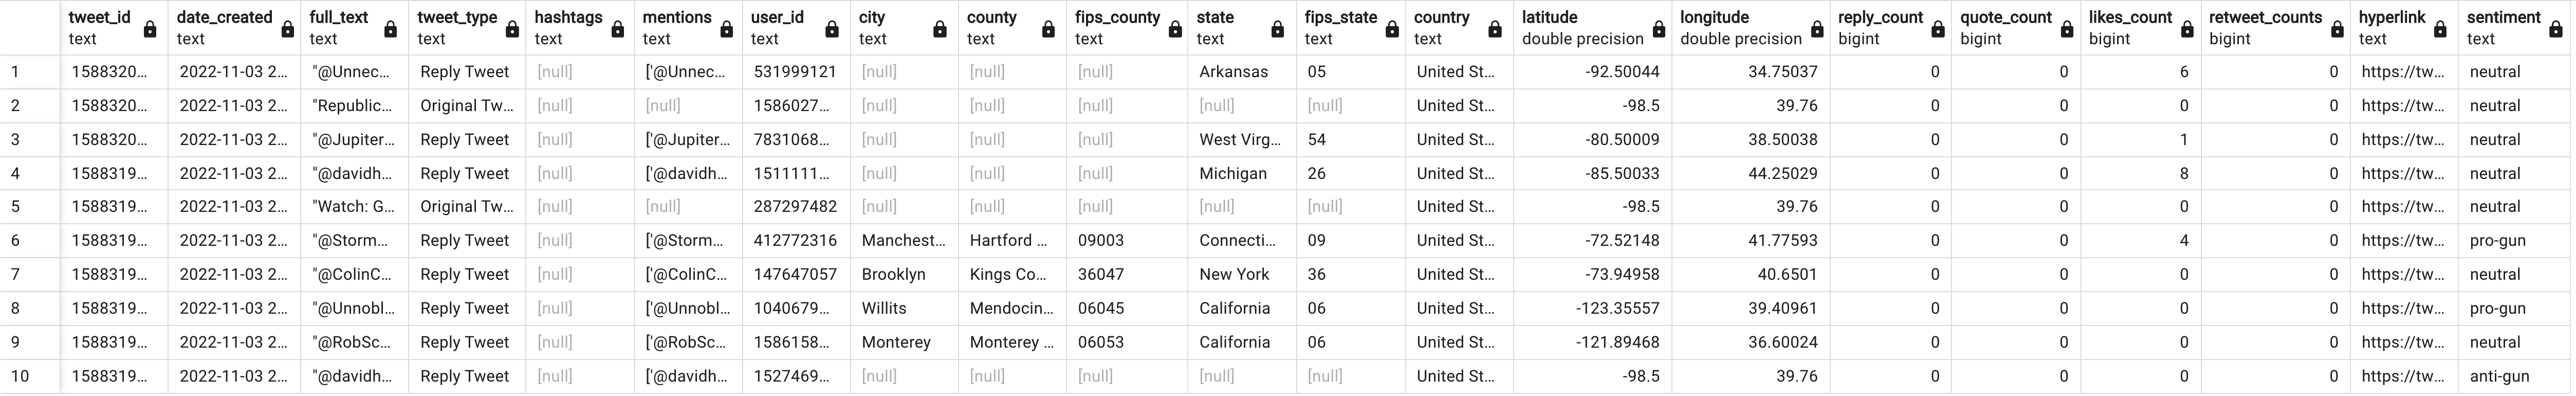 tweet_id date_created full_text tweet_type hashtags mentions user_id city county fips_county state fips_state country latitude longitude reply_count quote_count likes_count retweet_counts hyperlink sentiment
text text text text text text text text text text text text text double precision double precision bigint bigint bigint bigint text text
1 1588320... 2022-11-03 2... "@Unnec... Reply Tweet [null] ['@Unnec... 531999121 [null] [null] [null] Arkansas 05 United St... -92.50044 34.75037 0 0 6 0 https://tw... neutral
2 1588320... 2022-11-03 2... "Republic... Original Tw... [null] [null] 1586027... [null] [null] [null] [null] [null] United St... -98.5 39.76 0 0 0 0 https://tw... neutral
3 1588320... 2022-11-03 2... "@Jupiter... Reply Tweet [null] ['@Jupiter... 7831068... [null] [null] [null] West Virg... 54 United St... -80.50009 38.50038 0 0 1 0 https://tw... neutral
4 1588319... 2022-11-03 2... "@davidh... Reply Tweet [null] ['@davidh... 1511111... [null] [null] [null] Michigan 26 United St... -85.50033 44.25029 0 0 8 0 https://tw... neutral
5 1588319... 2022-11-03 2... "Watch: G... Original Tw... [null] [null] 287297482 [null] [null] [null] [null] [null] United St... -98.5 39.76 0 0 0 0 https://tw... neutral
6 1588319... 2022-11-03 2... "@Storm... Reply Tweet [null] ['@Storm... 412772316 Manchest... Hartford ... 09003 Connecti... 09 United St... -72.52148 41.77593 0 0 4 0 https://tw... pro-gun
7 1588319... 2022-11-03 2... "@ColinC... Reply Tweet [null] ['@ColinC... 147647057 Brooklyn Kings Co... 36047 New York 36 United St... -73.94958 40.6501 0 0 0 0 https://tw... neutral
8 1588319... 2022-11-03 2... "@Unnobl... Reply Tweet [null] ['@Unnobl... 1040679... Willits Mendocin... 06045 California 06 United St... -123.35557 39.40961 0 0 0 0 https://tw... pro-gun
9 1588319... 2022-11-03 2... "@RobSc... Reply Tweet [null] ['@RobSc... 1586158... Monterey Monterey ... 06053 California 06 United St... -121.89468 36.60024 0 0 0 0 https://tw... neutral
10 1588319... 2022-11-03 2... "@davidh... Reply Tweet [null] ['@davidh... 1527469... [null] [null] [null] [null] [null] United St... -98.5 39.76 0 0 0 0 https://tw... anti-gun